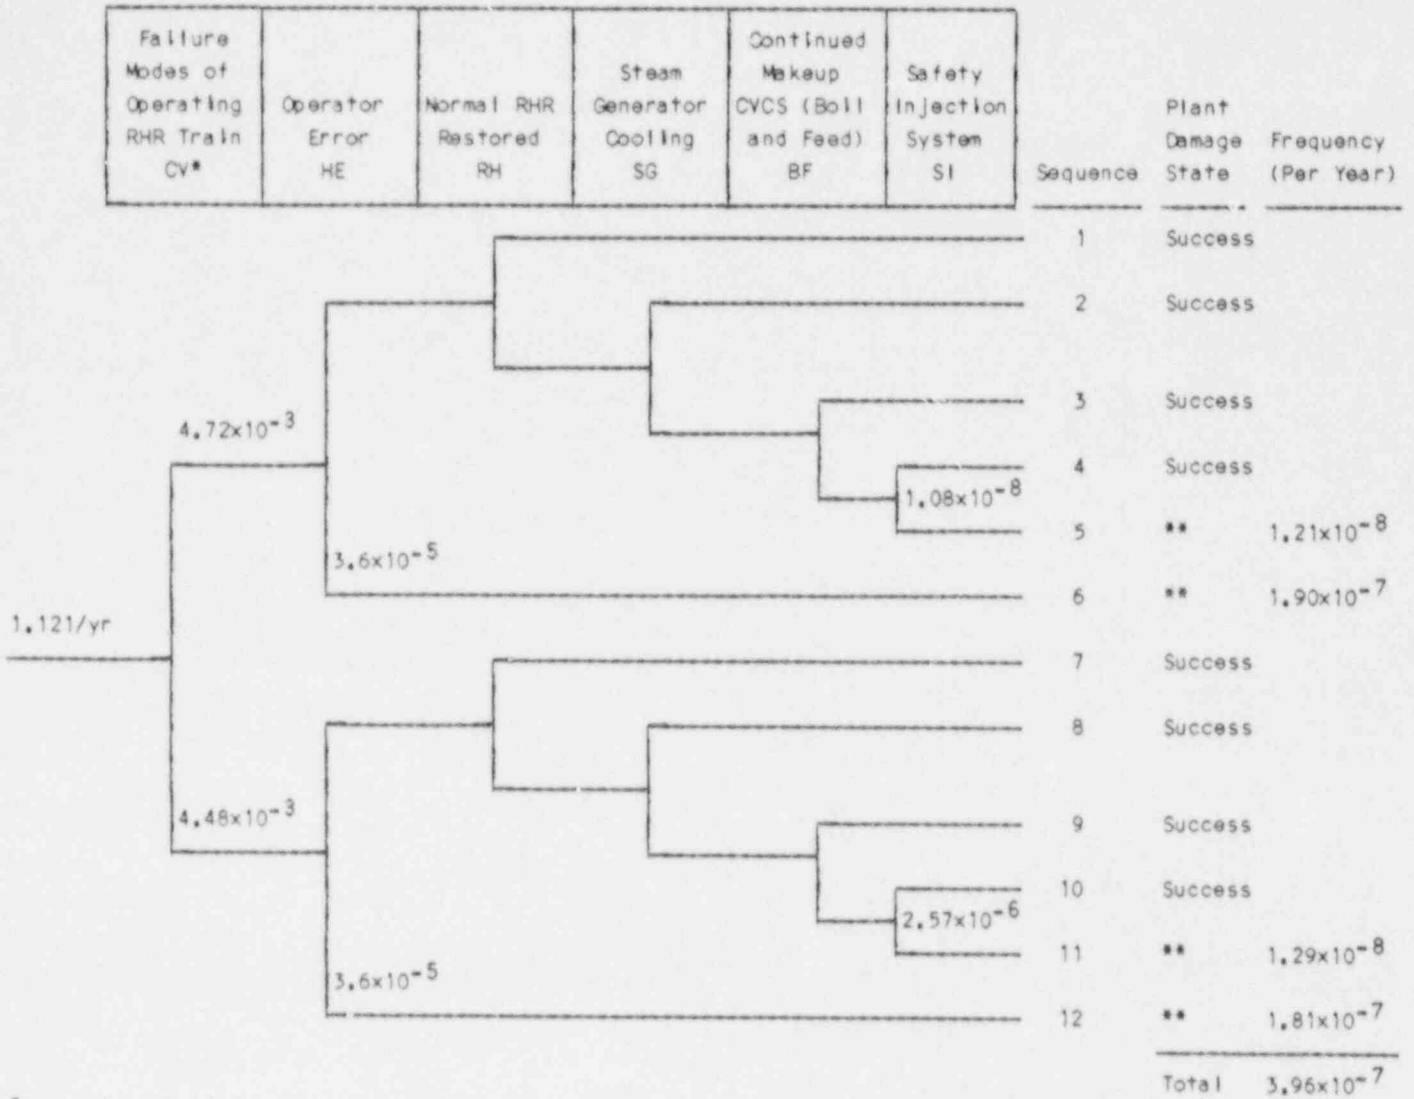 Failure Modes of Operating RHR Train CV*
Operator Error HE
Normal RHR Restored RH
Steam Generator Cooling SG
Continued Makeup CVCS (Boil and Feed) BF
Safety Injection System SI
Sequence
Plant Damage State
Frequency (Per Year)
1 Success
2 Success
3 Success
4.72x10⁻³
4 Success
1.08x10⁻⁸
5 ** 1.21x10⁻⁸
3.6x10⁻⁵
6 ** 1.90x10⁻⁷
1.121/yr
7 Success
8 Success
4.48x10⁻³
9 Success
10 Success
2.57x10⁻⁶
11 ** 1.29x10⁻⁸
3.6x10⁻⁵
12 ** 1.81x10⁻⁷
Total 3.96x10⁻⁷